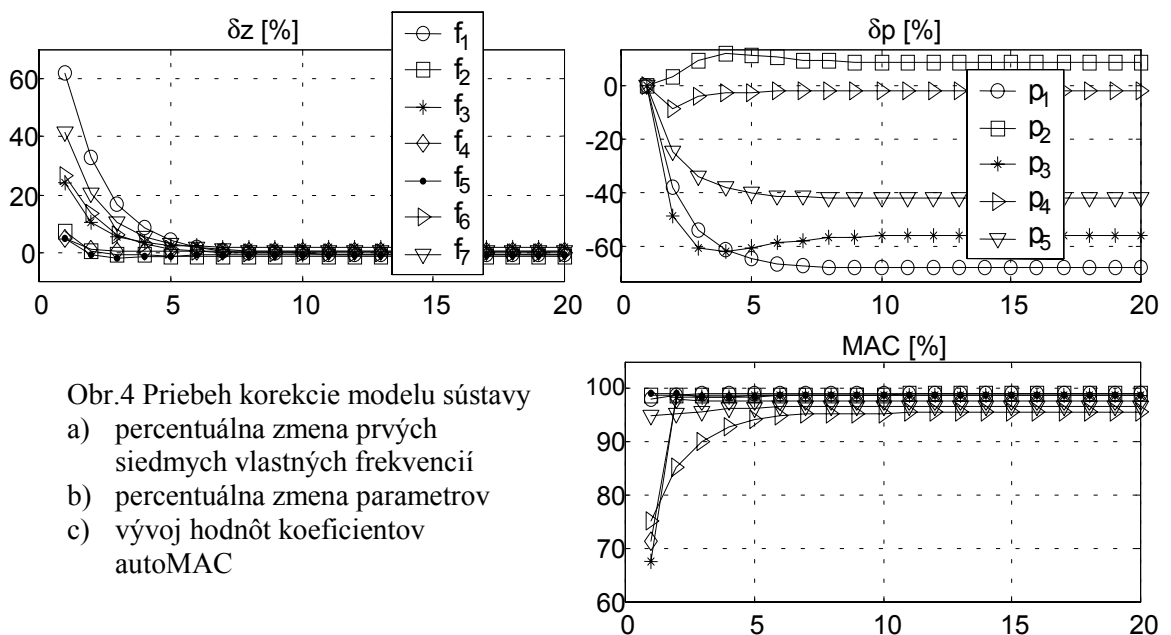 δz [%]
60
40
20
0
0
5
10
15
20
f1
f2
f3
f4
f5
f6
f7
δp [%]
0
-20
-40
-60
0
5
10
15
20
p1
p2
p3
p4
p5
Obr.4 Priebeh korekcie modelu sústavy
a) percentuálna zmena prvých
siedmych vlastných frekvencií
b) percentuálna zmena parametrov
c) vývoj hodnôt koeficientov
autoMAC
MAC [%]
100
90
80
70
60
0
5
10
15
20